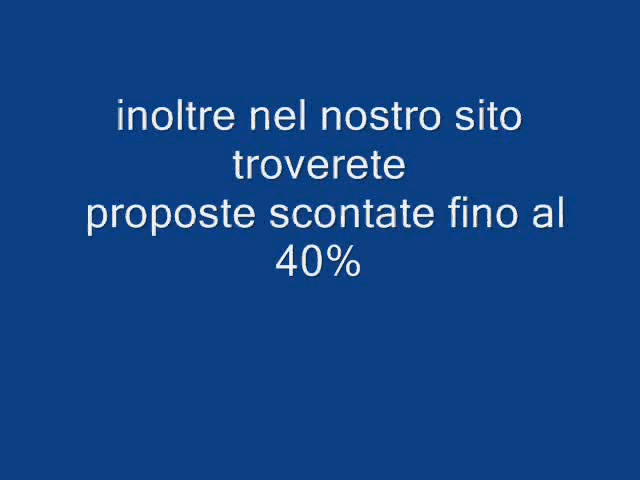 inoltre nel nostro sito
troverete
proposte scontate fino al
40%